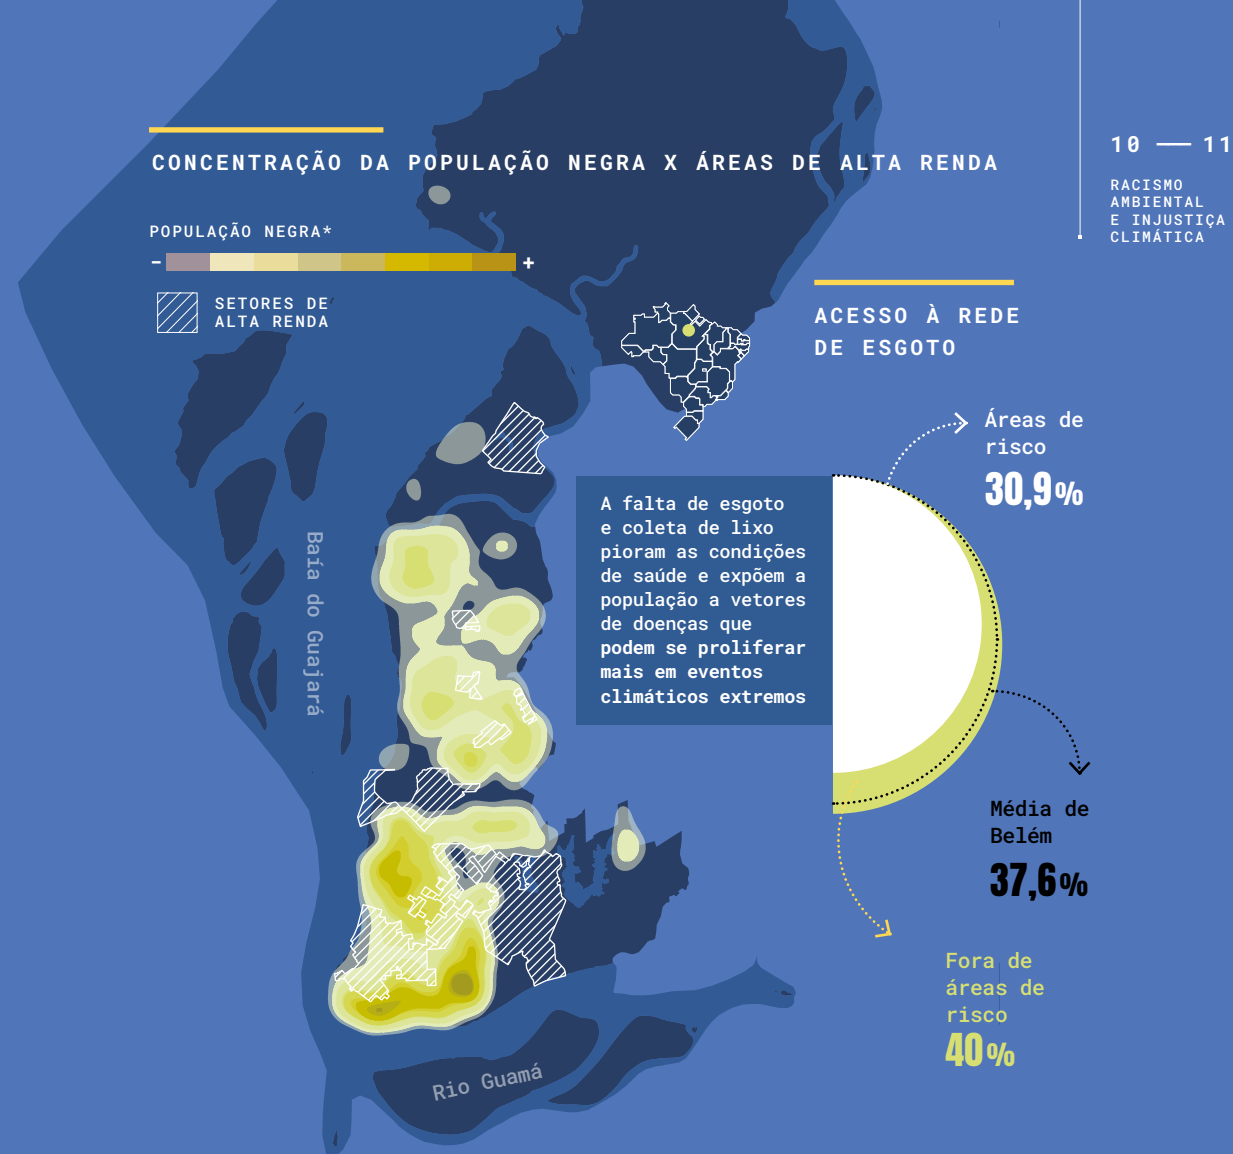 CONCENTRAÇÃO DA POPULAÇÃO NEGRA X ÁREAS DE ALTA RENDA
POPULAÇÃO NEGRA*
- +
SETORES DE
ALTA RENDA
10 — 11
RACISMO
AMBIENTAL
E INJUSTIÇA
CLIMÁTICA
ACESSO À REDE
DE ESGOTO
Áreas de
risco
30,9%
A falta de esgoto
e coleta de lixo
pioram as condições
de saúde e expõem a
população a vetores
de doenças que
podem se proliferar
mais em eventos
climáticos extremos
Média de
Belém
37,6%
Fora de
áreas de
risco
40%
Baía do Guajará
Rio Guamá